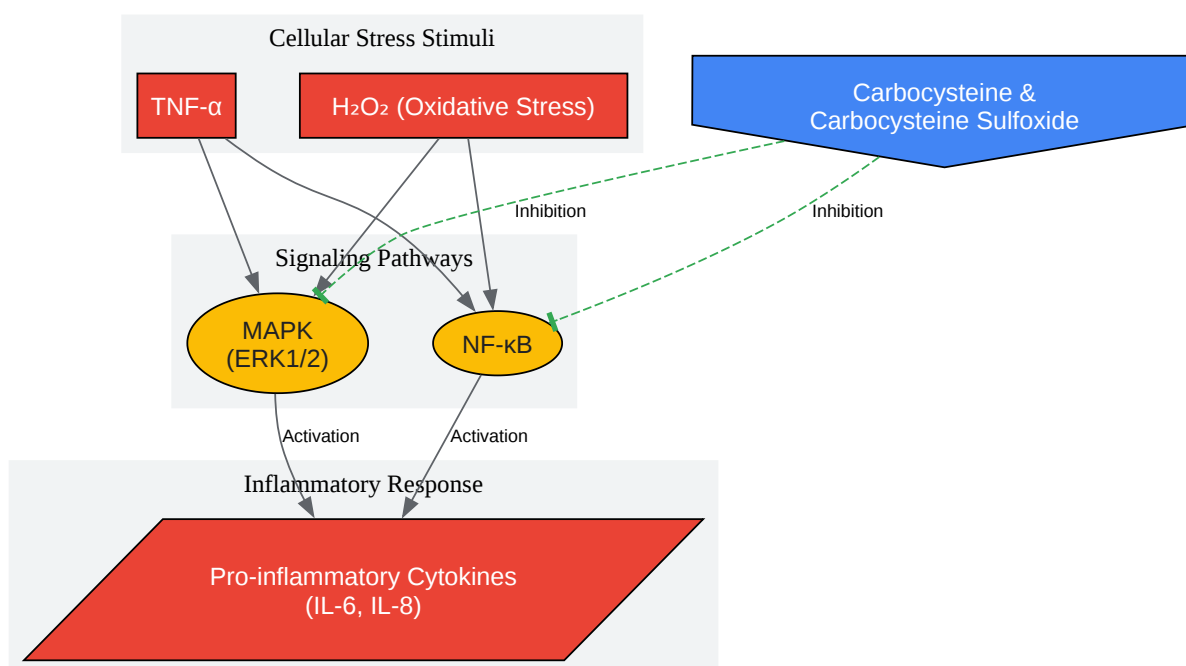 Cellular Stress Stimuli
TNF-α
H₂O₂ (Oxidative Stress)
Carbocysteine &
Carbocysteine Sulfoxide
Inhibition
Inhibition
Signaling Pathways
MAPK
(ERK1/2)
NF-κB
Activation
Activation
Inflammatory Response
Pro-inflammatory Cytokines
(IL-6, IL-8)